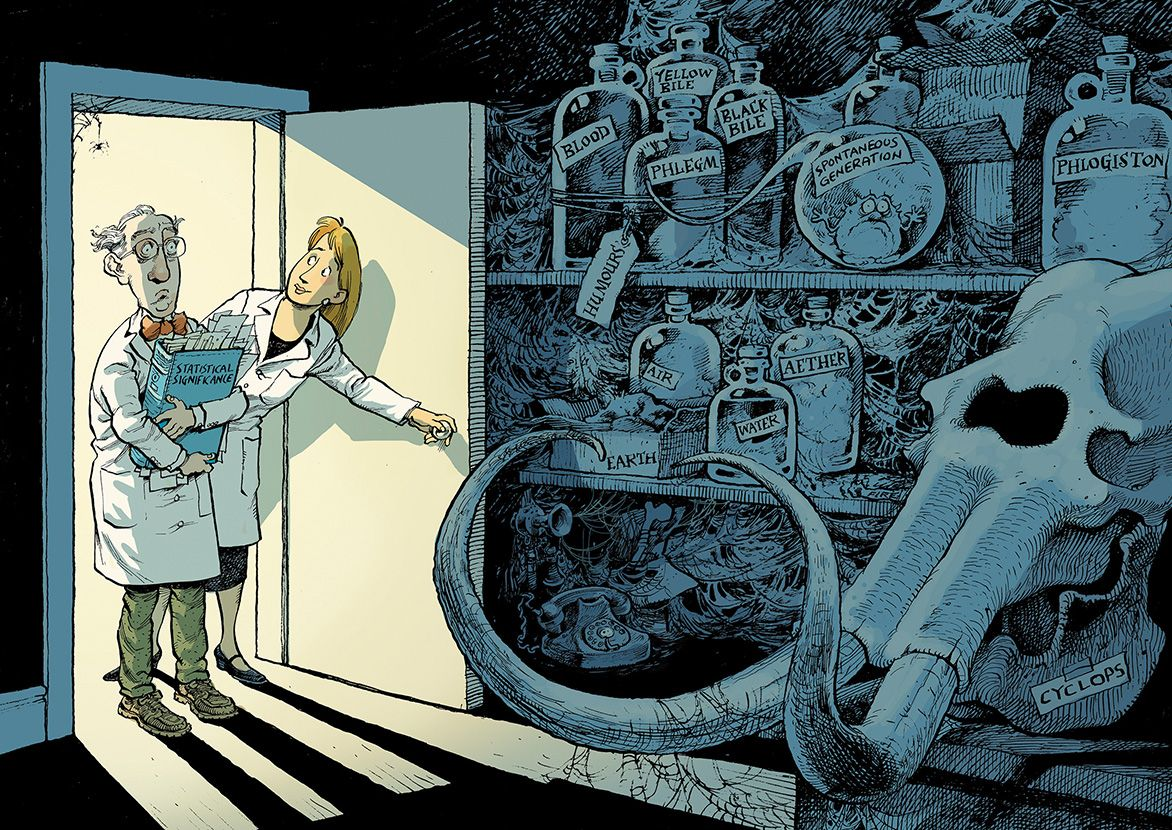 YELLOW
BILE
BLOOD
BLACK
BILE
PHLEGM
SPONTANEOUS
GENERATION
PHLOGISTON
HUMOURS
AIR
AETHER
WATER
EARTH
STATISTICAL
SIGNIFICANCE
CYCLOPS